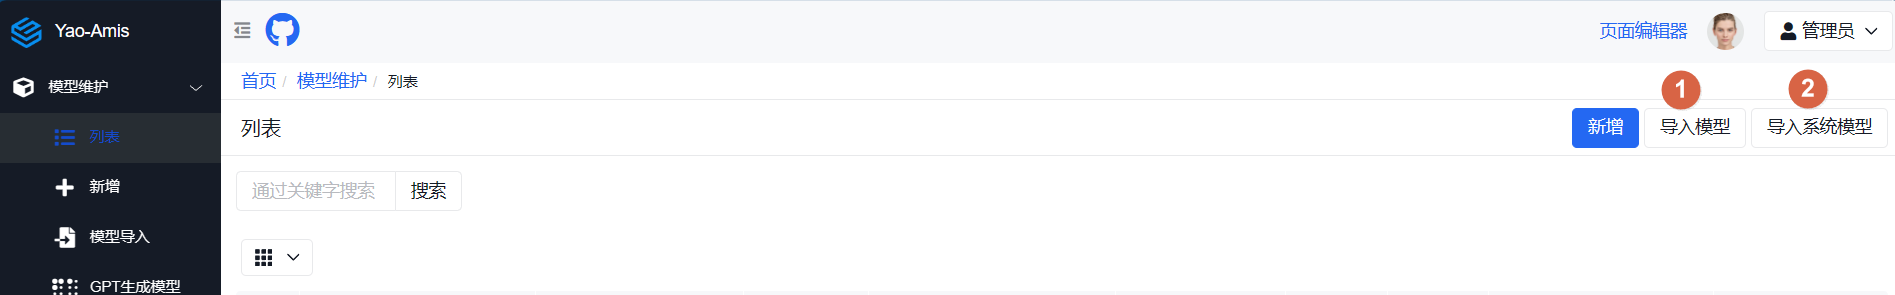 Yao-Amis
模型维护
列表
新增
模型导入
GPT生成模型
页面编辑器
管理员
首页 / 模型维护 / 列表
1
2
列表
新增
导入模型
导入系统模型
通过关键字搜索
搜索